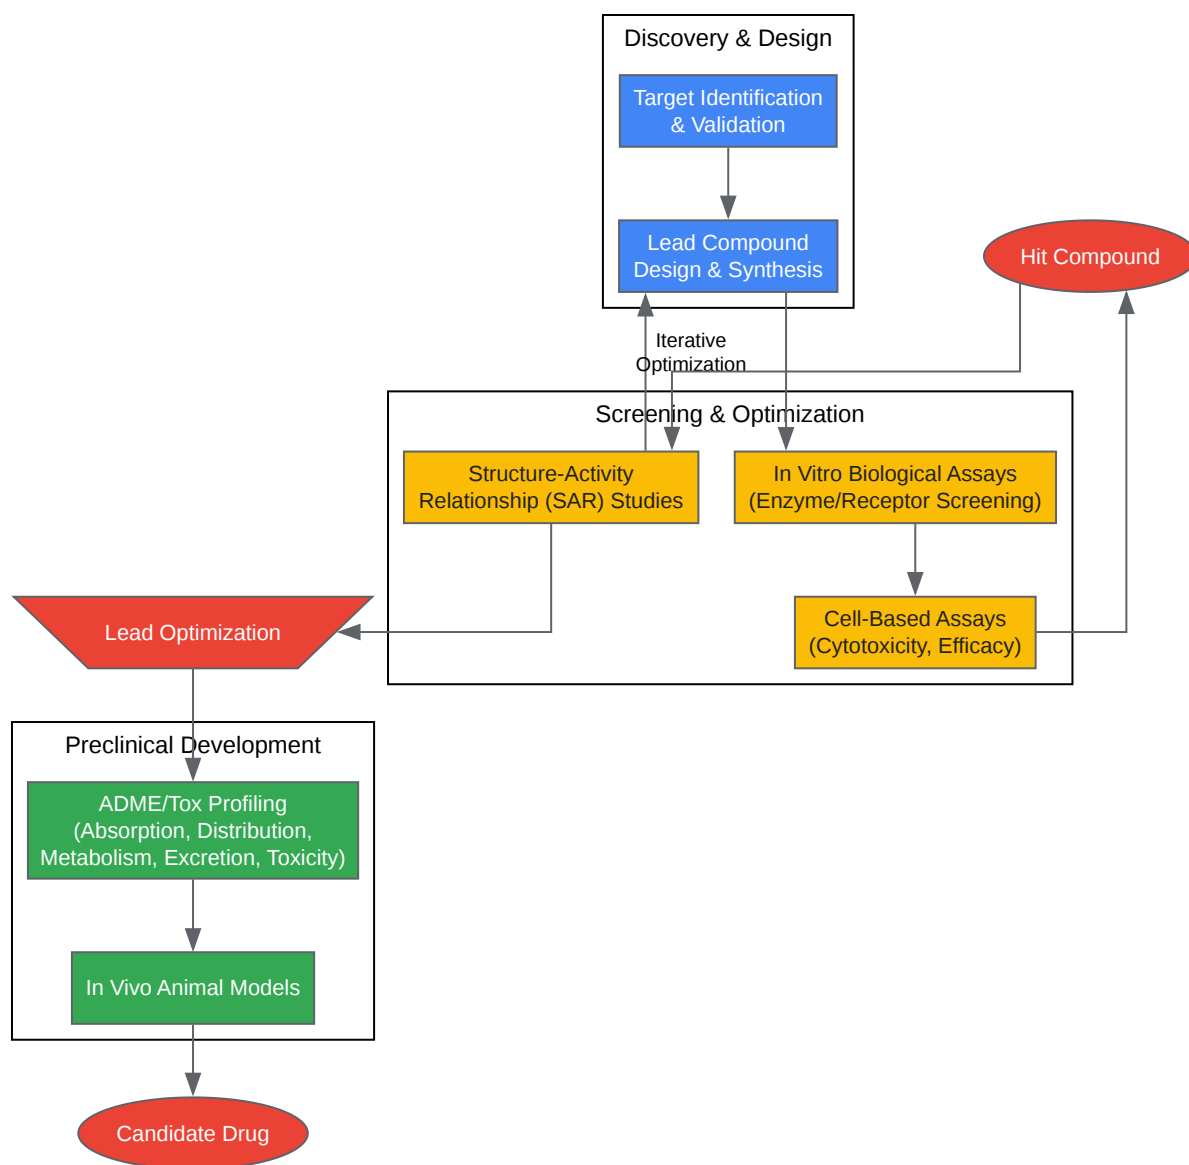 Discovery & Design
Target Identification
& Validation
Lead Compound
Design & Synthesis
Hit Compound
Iterative
Optimization
Screening & Optimization
Structure-Activity
Relationship (SAR) Studies
In Vitro Biological Assays
(Enzyme/Receptor Screening)
Cell-Based Assays
(Cytotoxicity, Efficacy)
Lead Optimization
Preclinical Development
ADME/Tox Profiling
(Absorption, Distribution,
Metabolism, Excretion, Toxicity)
In Vivo Animal Models
Candidate Drug